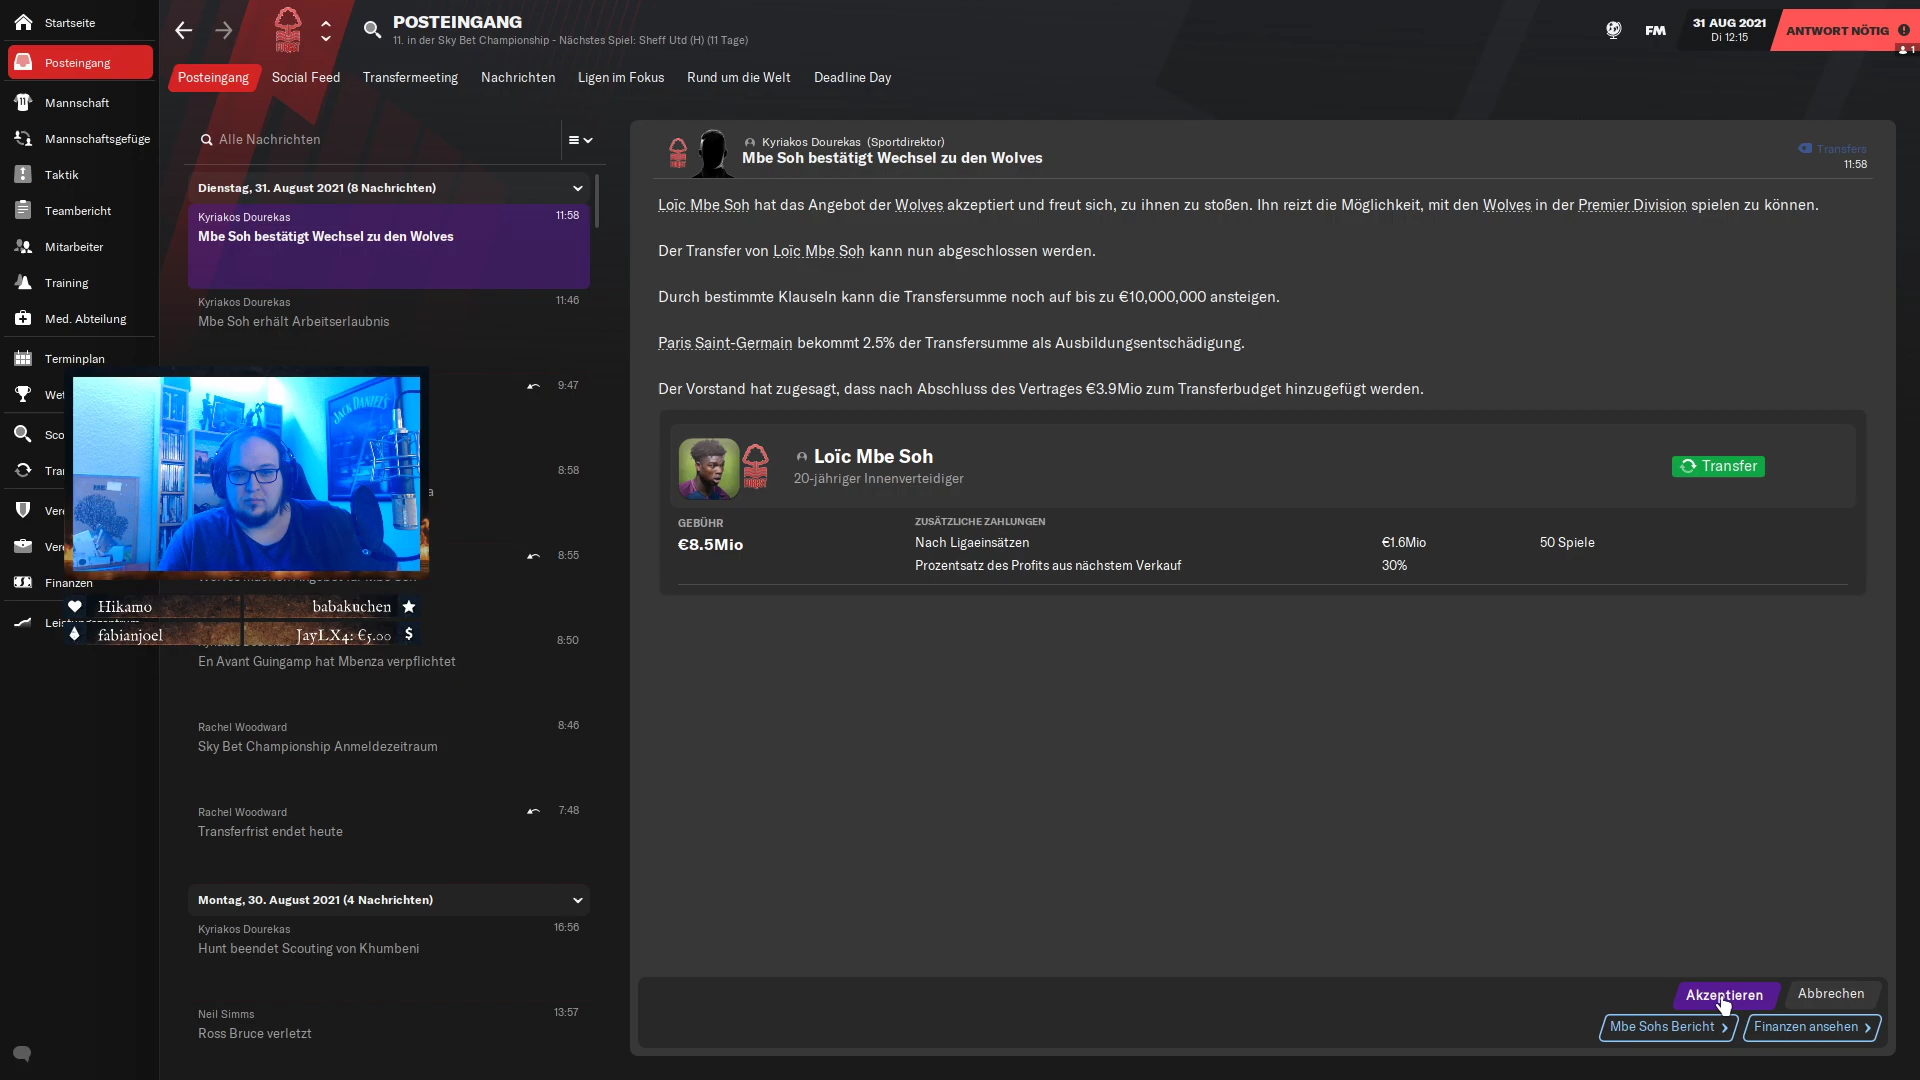 Startseite
Posteingang
Mannschaft
Mannschaftsgefüge
Taktik
Teambericht
Mitarbeiter
Training
Med. Abteilung
Terminplan
Wet
Sco
Tra
Vere
Vere
Finanzen
FOREST
POSTEINGANG
11. in der Sky Bet Championship - Nächstes Spiel: Sheff Utd (H) (11 Tage)
FM
31 AUG 2021
Di 12:15
ANTWORT NÖTIG
1
Posteingang
Social Feed
Transfermeeting
Nachrichten
Ligen im Fokus
Rund um die Welt
Deadline Day
Alle Nachrichten
Dienstag, 31. August 2021 (8 Nachrichten)
Kyriakos Dourekas 11:58
Mbe Soh bestätigt Wechsel zu den Wolves
Kyriakos Dourekas 11:46
Mbe Soh erhält Arbeitserlaubnis
9:47
8:58
a
8:55
JACK DANIEL'S
Hikamo
babakuchen
fabianjoel
JayLX4: €5.00
8:50
En Avant Guingamp hat Mbenza verpflichtet
Rachel Woodward 8:46
Sky Bet Championship Anmeldezeitraum
Rachel Woodward 7:48
Transferfrist endet heute
Montag, 30. August 2021 (4 Nachrichten)
Kyriakos Dourekas 16:56
Hunt beendet Scouting von Khumbeni
Neil Simms 13:57
Ross Bruce verletzt
Kyriakos Dourekas (Sportdirektor)
Mbe Soh bestätigt Wechsel zu den Wolves
Transfers
11:58
Loïc Mbe Soh hat das Angebot der Wolves akzeptiert und freut sich, zu ihnen zu stoßen. Ihn reizt die Möglichkeit, mit den Wolves in der Premier Division spielen zu können.
Der Transfer von Loïc Mbe Soh kann nun abgeschlossen werden.
Durch bestimmte Klauseln kann die Transfersumme noch auf bis zu €10,000,000 ansteigen.
Paris Saint-Germain bekommt 2.5% der Transfersumme als Ausbildungsentschädigung.
Der Vorstand hat zugesagt, dass nach Abschluss des Vertrages €3.9Mio zum Transferbudget hinzugefügt werden.
Loïc Mbe Soh
20-jähriger Innenverteidiger
Transfer
GEBÜHR
€8.5Mio
ZUSÄTZLICHE ZAHLUNGEN
Nach Ligaeinsätzen €1.6Mio 50 Spiele
Prozentsatz des Profits aus nächstem Verkauf 30%
Akzeptieren
Abbrechen
Mbe Sohs Bericht
Finanzen ansehen